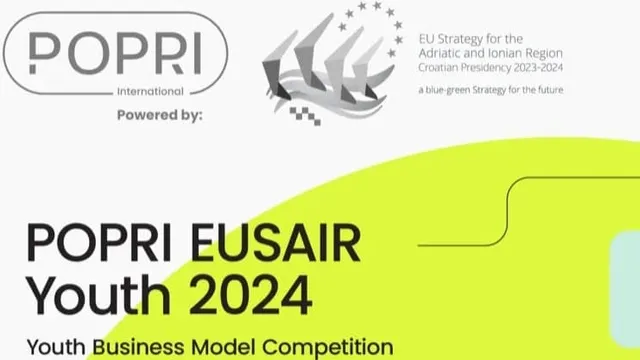 POPRI
International
Powered by:
EU Strategy for the
Adriatic and Ionian Region
Croatian Presidency 2023-2024
a blue-green Strategy for the future
POPRI EUSAIR
Youth 2024
Youth Business Model Competition